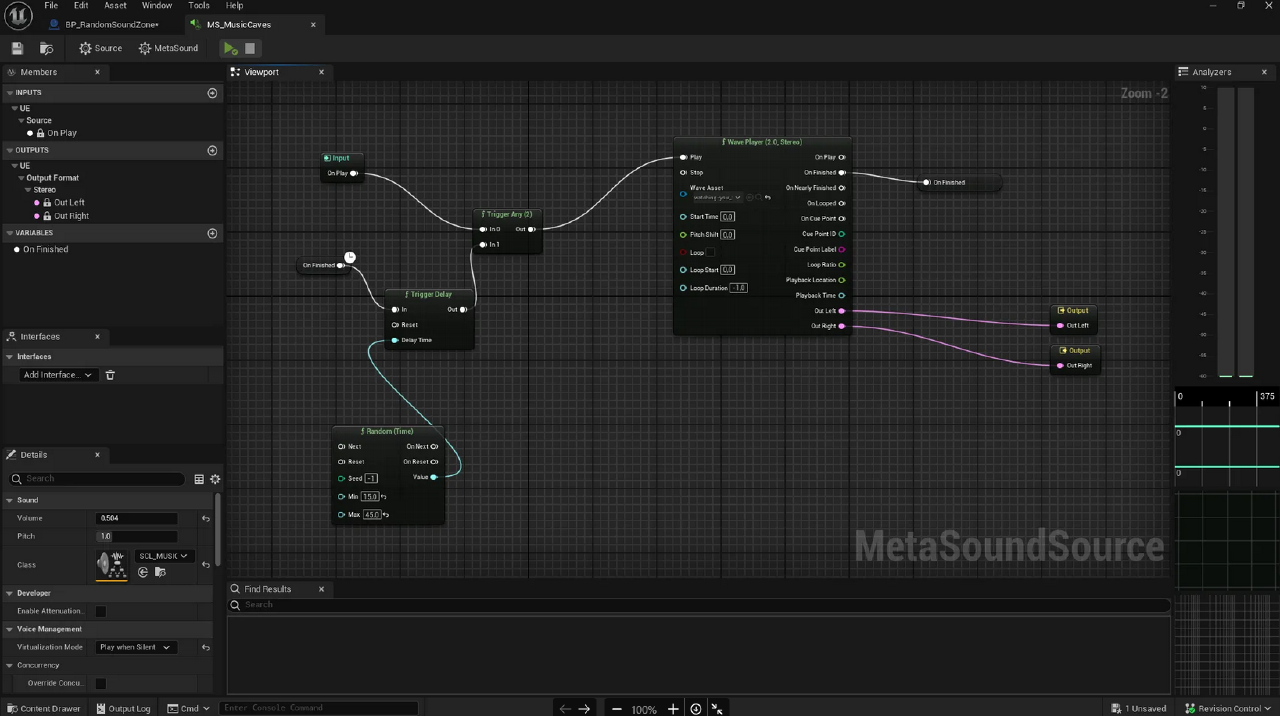 File Edit Asset Window Tools Help
BP_RandomSoundZone*
MS_MusicCaves
Source
MetaSound
Members
INPUTS
UE
Source
On Play
OUTPUTS
UE
Output Format
Stereo
Out Left
Out Right
VARIABLES
On Finished
Interfaces
Interfaces
Add Interface...
Details
Search
Sound
Volume 0.504
Pitch 1.0
Class SCL_MUSIC
Developer
Enable Attenuation...
Voice Management
Virtualization Mode Play when Silent
Concurrency
Override Concu...
Viewport
Zoom -2
Input
On Play
Trigger Any (2)
In 0 Out
In 1
On Finished
Trigger Delay
In Out
Reset
Delay Time
Random (Time)
Next On Next
Reset On Reset
Seed -1 Value
Min 15.0
Max 45.0
Wave Player (2.0, Stereo)
Play On Play
Stop On Finished
Wave Asset On Nearly Finished
On Looped
Start Time 0,0 On Cue Point
Pitch Shift 0,0 Cue Point ID
Loop Cue Point Label
Loop Start 0,0 Loop Ratio
Loop Duration -1.0 Playback Location
Playback Time
Out Left
Out Right
On Finished
Output
Out Left
Output
Out Right
MetaSoundSource
Find Results
Search
Analyzers
0 375
0
0
Content Drawer Output Log Cmd Enter Console Command
100%
1 Unsaved Revision Control